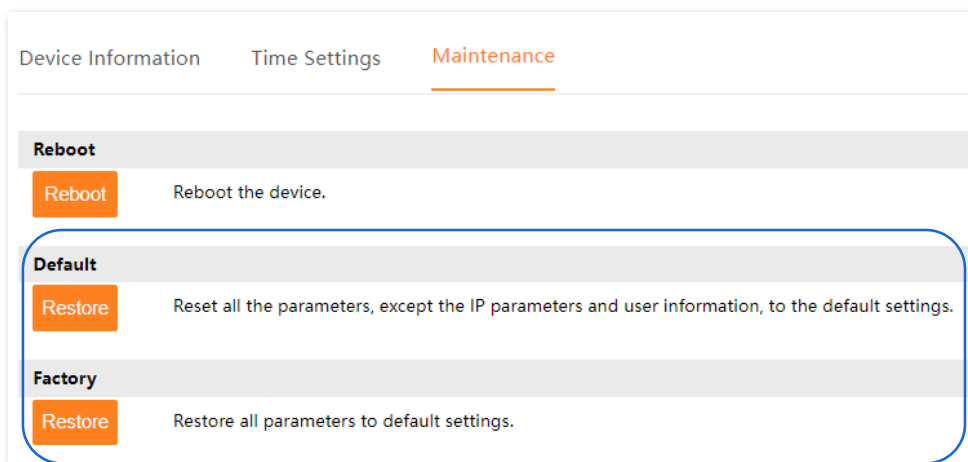 Device Information Time Settings Maintenance
Reboot
Reboot Reboot the device.
Default
Restore Reset all the parameters, except the IP parameters and user information, to the default settings.
Factory
Restore Restore all parameters to default settings.